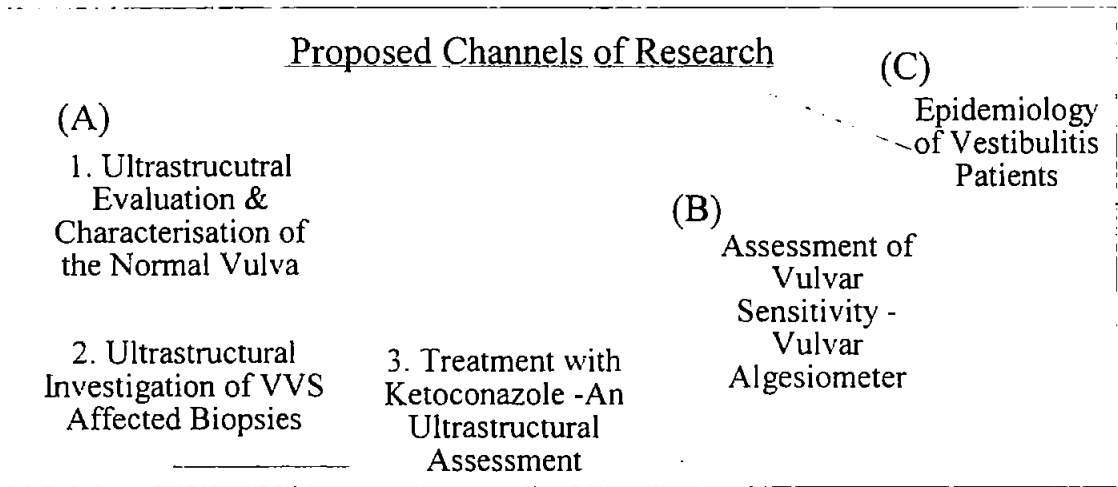 Proposed Channels of Research
(A)
1. Ultrastrucutral
Evaluation &
Characterisation of
the Normal Vulva
2. Ultrastructural
Investigation of VVS
Affected Biopsies
3. Treatment with
Ketoconazole -An
Ultrastructural
Assessment
(B)
Assessment of
Vulvar
Sensitivity -
Vulvar
Algesiometer
(C)
Epidemiology
of Vestibulitis
Patients